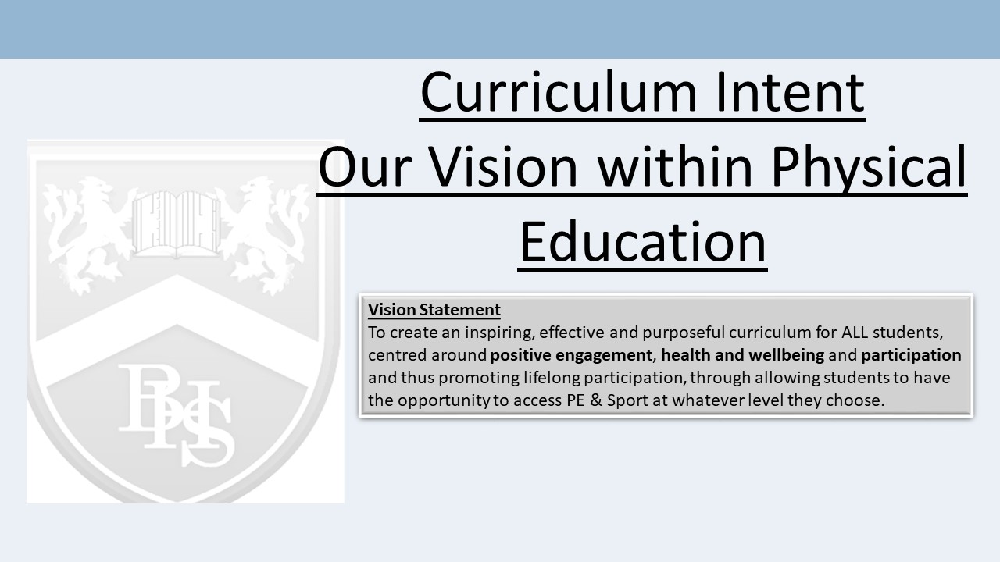 Curriculum Intent
Our Vision within Physical
Education
Vision Statement
To create an inspiring, effective and purposeful curriculum for ALL students,
centred around positive engagement, health and wellbeing and participation
and thus promoting lifelong participation, through allowing students to have
the opportunity to access PE & Sport at whatever level they choose.